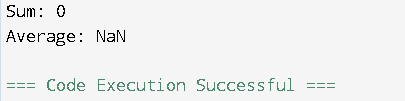 Sum: 0
Average: NaN
=== Code Execution Successful ===